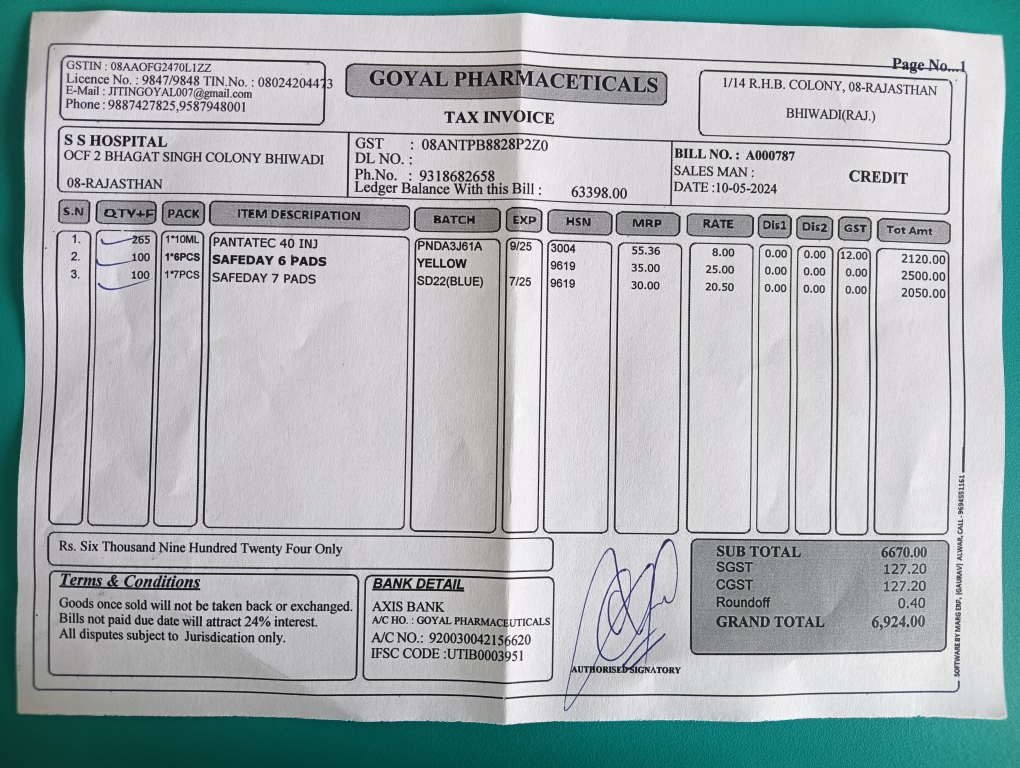 Page No...1
GSTIN : 08AAOFG2470L1ZZ
Licence No. : 9847/9848 TIN.No. : 08024204473
E-Mail : JITINGOYAL007@gmail.com
Phone : 9887427825,9587948001
GOYAL PHARMACETICALS
TAX INVOICE
1/14 R.H.B. COLONY, 08-RAJASTHAN
BHIWADI(RAJ.)
S S HOSPITAL
OCF 2 BHAGAT SINGH COLONY BHIWADI
08-RAJASTHAN
GST : 08ANTPB8828P2Z0
DL NO. :
Ph.No. : 9318682658
Ledger Balance With this Bill : 63398.00
BILL NO. : A000787
SALES MAN :
DATE :10-05-2024
CREDIT
S.N QTY+F PACK ITEM DESCRIPATION BATCH EXP HSN MRP RATE Dis1 Dis2 GST Tot Amt
1. 265 1*10ML PANTATEC 40 INJ PNDA3J61A 9/25 3004 55.36 8.00 0.00 0.00 12.00 2120.00
2. 100 1*6PCS SAFEDAY 6 PADS YELLOW 9619 35.00 25.00 0.00 0.00 0.00 2500.00
3. 100 1*7PCS SAFEDAY 7 PADS SD22(BLUE) 7/25 9619 30.00 20.50 0.00 0.00 0.00 2050.00
Rs. Six Thousand Nine Hundred Twenty Four Only
Terms & Conditions
Goods once sold will not be taken back or exchanged.
Bills not paid due date will attract 24% interest.
All disputes subject to Jurisdication only.
BANK DETAIL
AXIS BANK
A/C HO. : GOYAL PHARMACEUTICALS
A/C NO.: 920030042156620
IFSC CODE :UTIB0003951
AUTHORISED SIGNATORY
SUB TOTAL 6670.00
SGST 127.20
CGST 127.20
Roundoff 0.40
GRAND TOTAL 6,924.00
SOFTWARE BY MARG ERP, (GAURAV) ALWAR, CALL - 9694551161